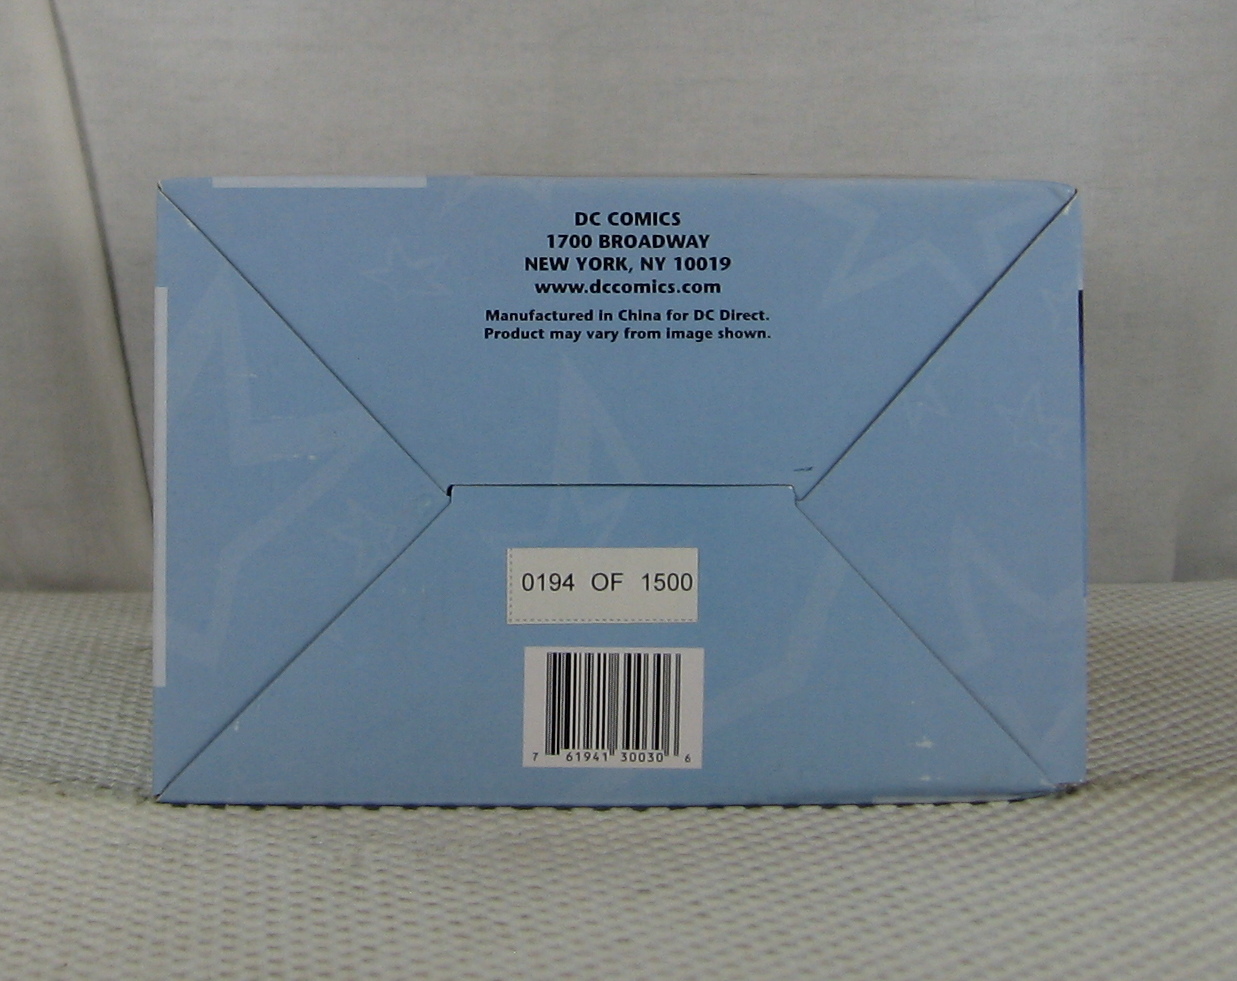 DC COMICS
1700 BROADWAY
NEW YORK, NY 10019
www.dccomics.com
Manufactured in China for DC Direct.
Product may vary from image shown.
0194 OF 1500
7 61941 30030 6